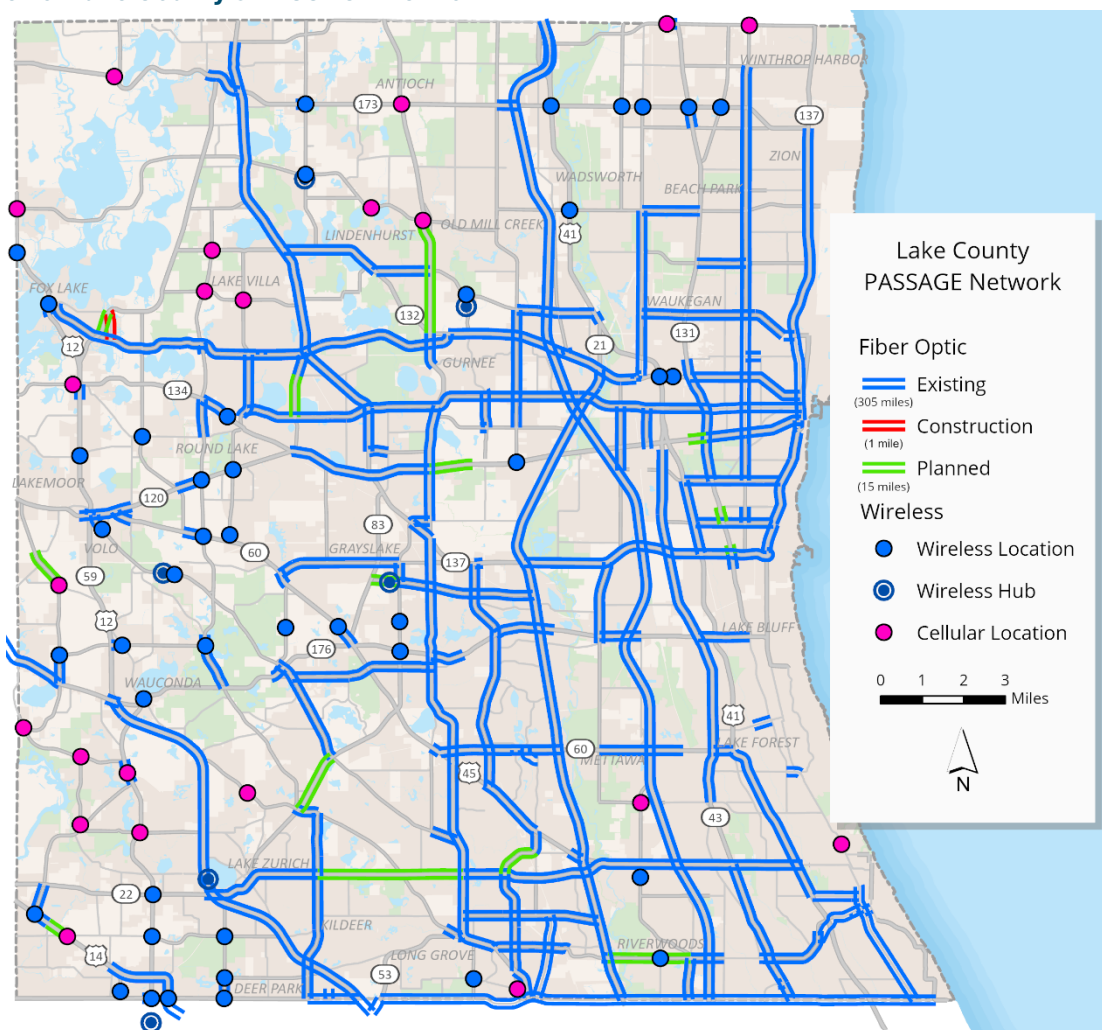 WINTHROP HARBOR
ANTIOCH
173
137
ZION
WADSWORTH
BEACH PARK
OLD MILL CREEK
LINDENHURST
41
LAKE VILLA
FOX LAKE
WAUKEGAN
132
131
21
12
GURNEE
134
ROUND LAKE
LAKEMOOR
120
83
VOLO
60
GRAYSLAKE
137
59
12
LAKE BLUFF
176
WAUCONDA
41
LAKE FOREST
60
METTAWA
45
43
LAKE ZURICH
22
KILDEER
RIVERWOODS
LONG GROVE
14
53
DEER PARK
Lake County
PASSAGE Network
Fiber Optic
Existing
(305 miles)
Construction
(1 mile)
Planned
(15 miles)
Wireless
Wireless Location
Wireless Hub
Cellular Location
0 1 2 3
Miles
N